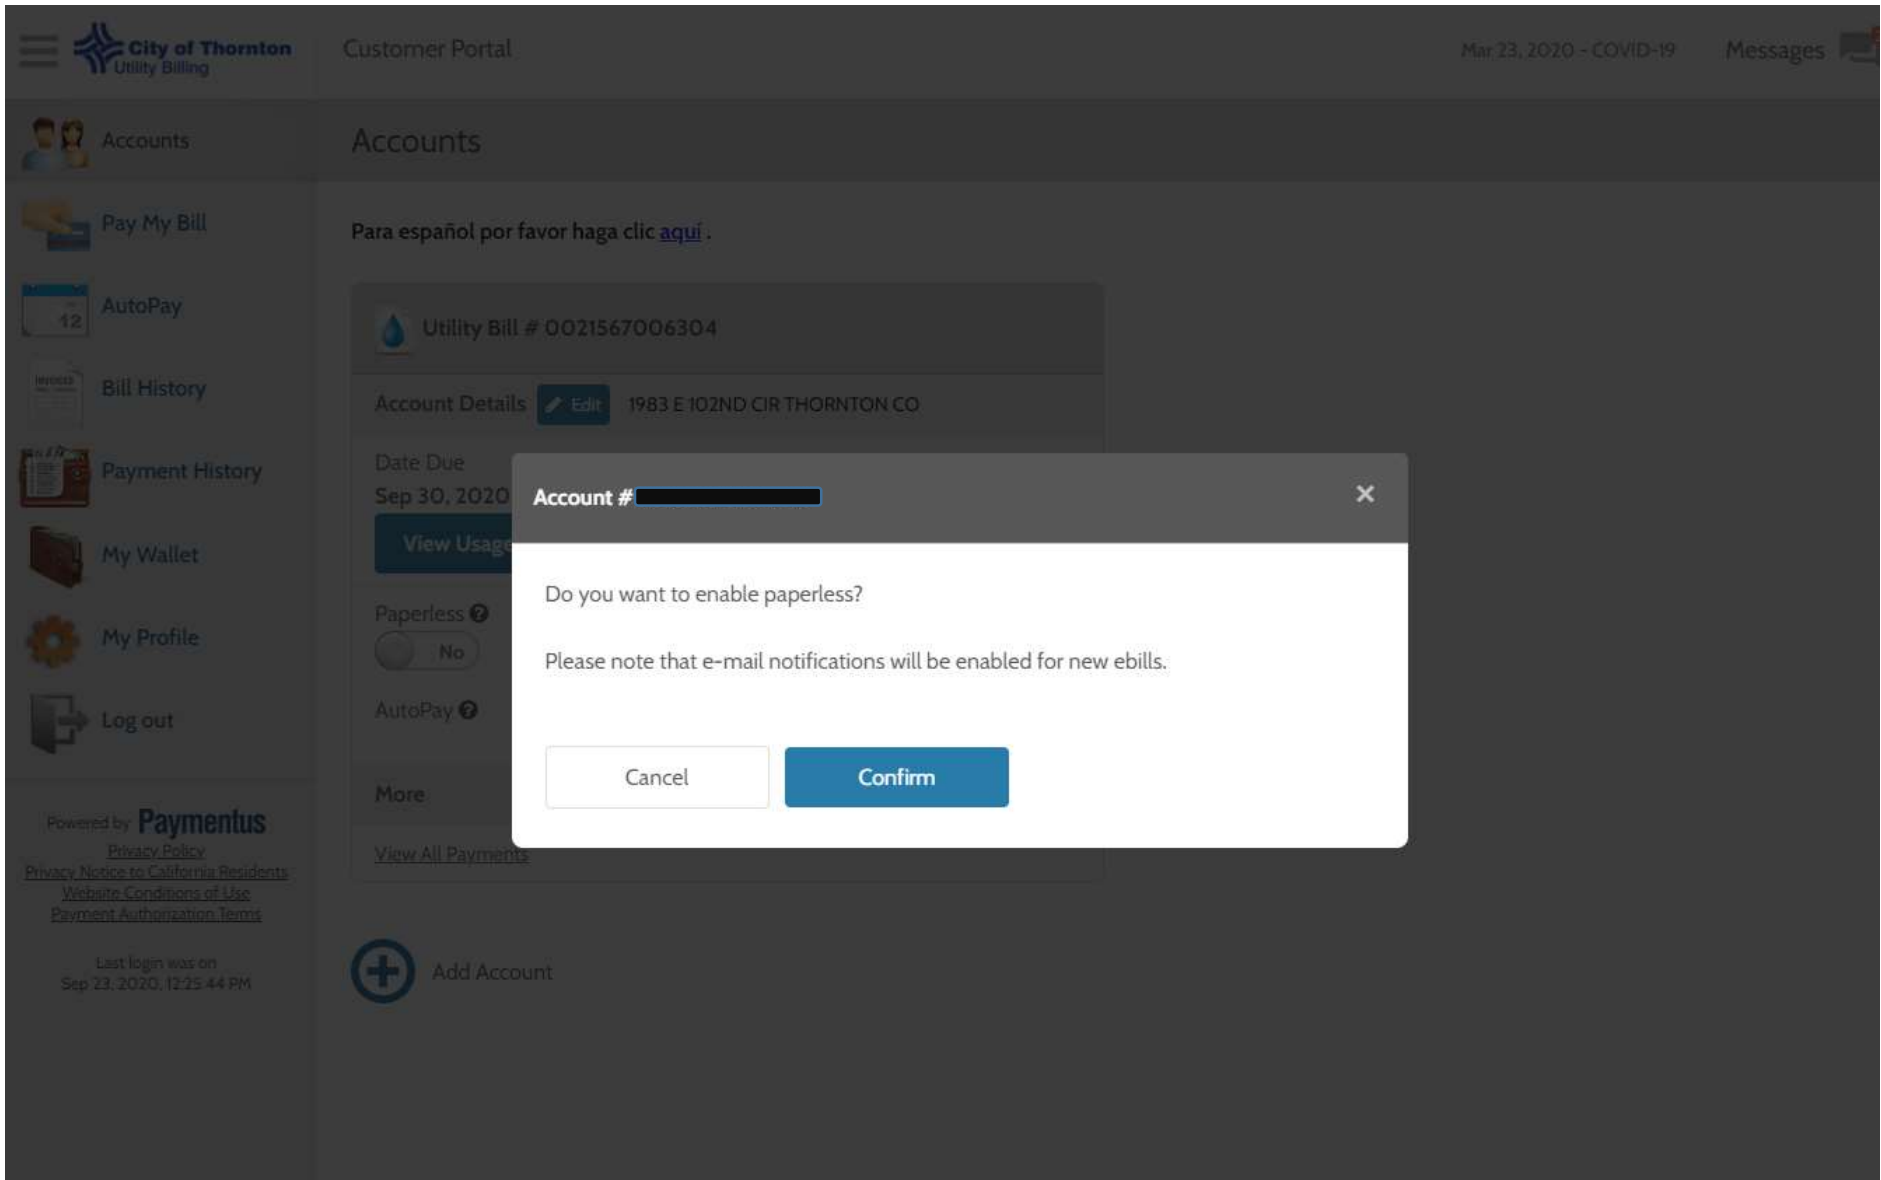 City of Thornton
Utility Billing
Customer Portal
Mar 23, 2020 - COVID-19
Messages
Accounts
Pay My Bill
12
AutoPay
INVOICE
Bill History
Payment History
My Wallet
My Profile
Log out
Powered by Paymentus
Privacy Policy
Privacy Notice to California Residents
Website Conditions of Use
Payment Authorization Terms
Last login was on
Sep 23, 2020, 12:25:44 PM
Accounts
Para español por favor haga clic aquí .
Utility Bill # 0021567006304
Account Details Edit 1983 E 102ND CIR THORNTON CO
Date Due
Sep 30, 2020
View Usage
Paperless ?
No
AutoPay ?
More
View All Payments
Add Account
Account #
Do you want to enable paperless?
Please note that e-mail notifications will be enabled for new ebills.
Cancel
Confirm